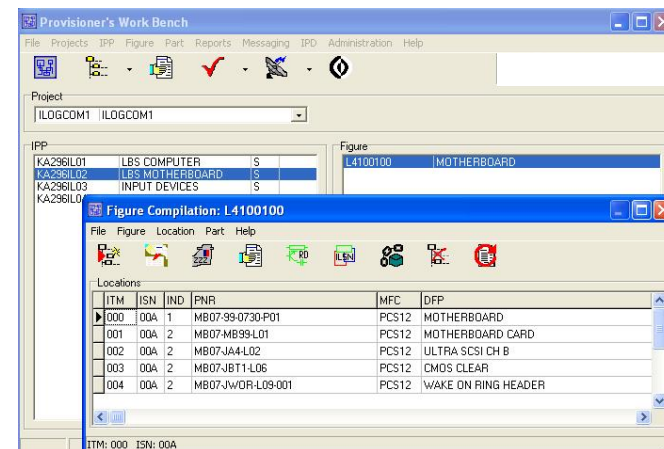 Provisioner's Work Bench
File Projects IPP Figure Part Reports Messaging IPD Administration Help
Project
ILOGCOM1 ILOGCOM1
IPP
KA296IL01 LBS COMPUTER S
KA296IL02 LBS MOTHERBOARD S
KA296IL03 INPUT DEVICES S
Figure
L4100100 MOTHERBOARD
Figure Compilation: L4100100
File Figure Location Part Help
zzz RD LSN
Locations
ITM ISN IND PNR MFC DFP
000 00A 1 MB07-99-0730-P01 PCS12 MOTHERBOARD
001 00A 2 MB07-MB99-L01 PCS12 MOTHERBOARD CARD
002 00A 2 MB07-JA4-L02 PCS12 ULTRA SCSI CH B
003 00A 2 MB07-JBT1-L06 PCS12 CMOS CLEAR
004 00A 2 MB07-JWOR-L09-001 PCS12 WAKE ON RING HEADER
ITM: 000 ISN: 00A